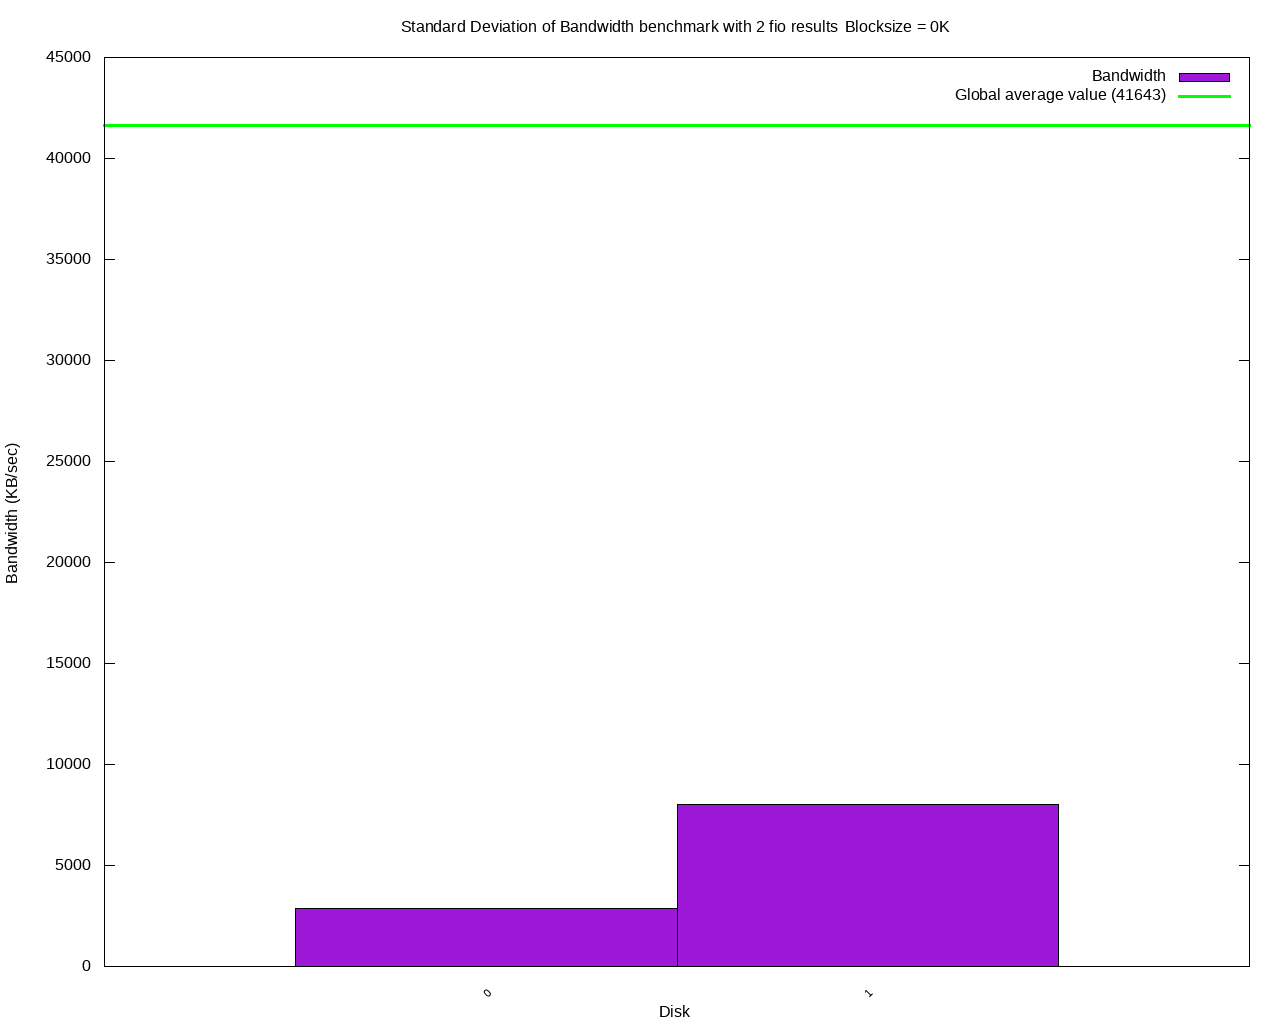 Standard Deviation of Bandwidth benchmark with 2 fio results Blocksize = 0K
Bandwidth
Global average value (41643)
45000
40000
35000
30000
25000
20000
15000
10000
5000
0
Bandwidth (KB/sec)
0
1
Disk